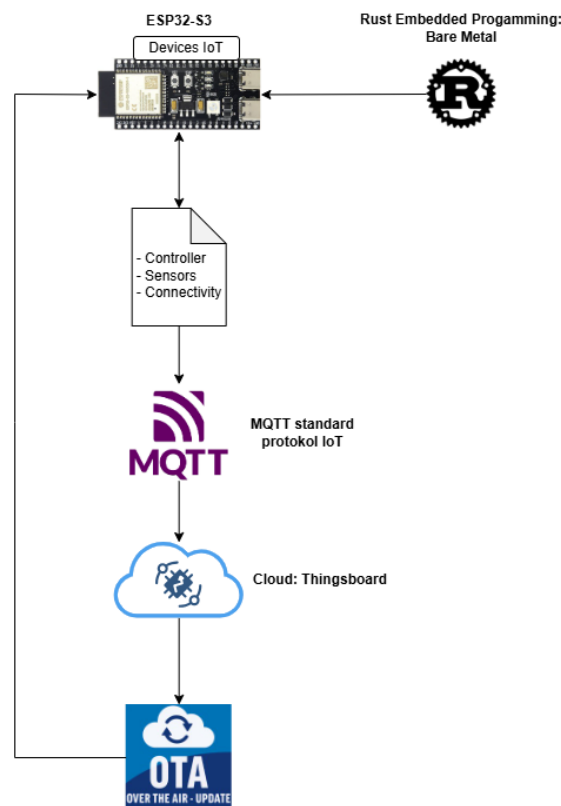 ESP32-S3
Devices IoT
Rust Embedded Progamming:
Bare Metal
R
- Controller
- Sensors
- Connectivity
MQTT
MQTT standard
protokol IoT
Cloud: Thingsboard
OTA
OVER THE AIR - UPDATE